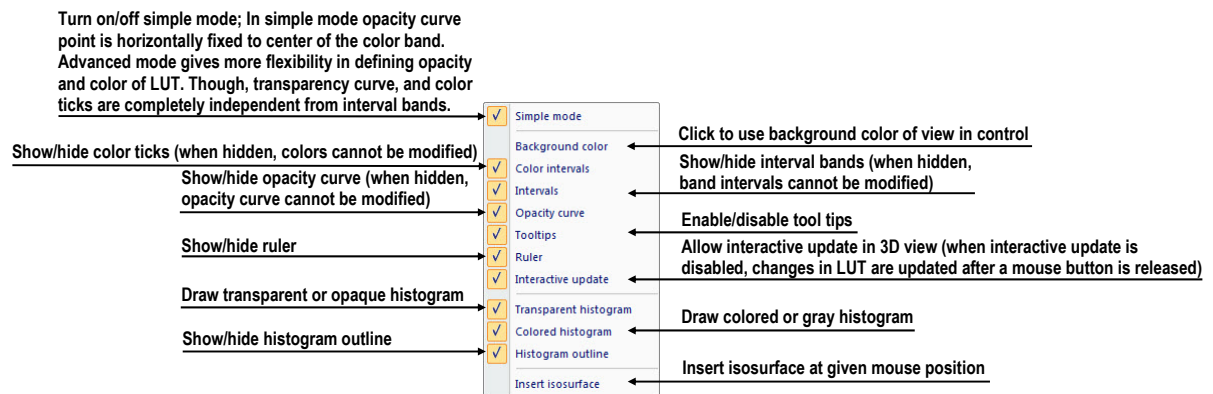 Turn on/off simple mode; In simple mode opacity curve
point is horizontally fixed to center of the color band.
Advanced mode gives more flexibility in defining opacity
and color of LUT. Though, transparency curve, and color
ticks are completely independent from interval bands.
Show/hide color ticks (when hidden, colors cannot be modified)
Show/hide opacity curve (when hidden,
opacity curve cannot be modified)
Show/hide ruler
Draw transparent or opaque histogram
Show/hide histogram outline
Simple mode
Background color
Color intervals
Intervals
Opacity curve
Tooltips
Ruler
Interactive update
Transparent histogram
Colored histogram
Histogram outline
Insert isosurface
Click to use background color of view in control
Show/hide interval bands (when hidden,
band intervals cannot be modified)
Enable/disable tool tips
Allow interactive update in 3D view (when interactive update is
disabled, changes in LUT are updated after a mouse button is released)
Draw colored or gray histogram
Insert isosurface at given mouse position